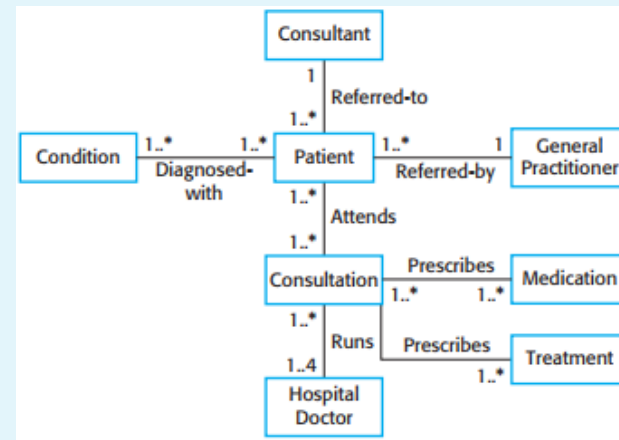 Consultant
1
Referred-to
1..*
Condition
1..*
1..*
Diagnosed-
with
Patient
1..*
1
Referred-by
General
Practitioner
1..*
Attends
1..*
Consultation
Prescribes
1..*
1..*
Medication
1..*
Runs
1..4
Prescribes
1..*
Treatment
Hospital
Doctor